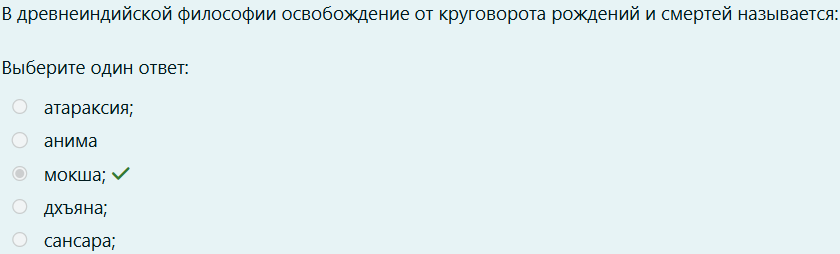 В древнеиндийской философии освобождение от круговорота рождений и смертей называется:
Выберите один ответ:
атараксия;
анима
мокша;
дхъяна;
сансара;